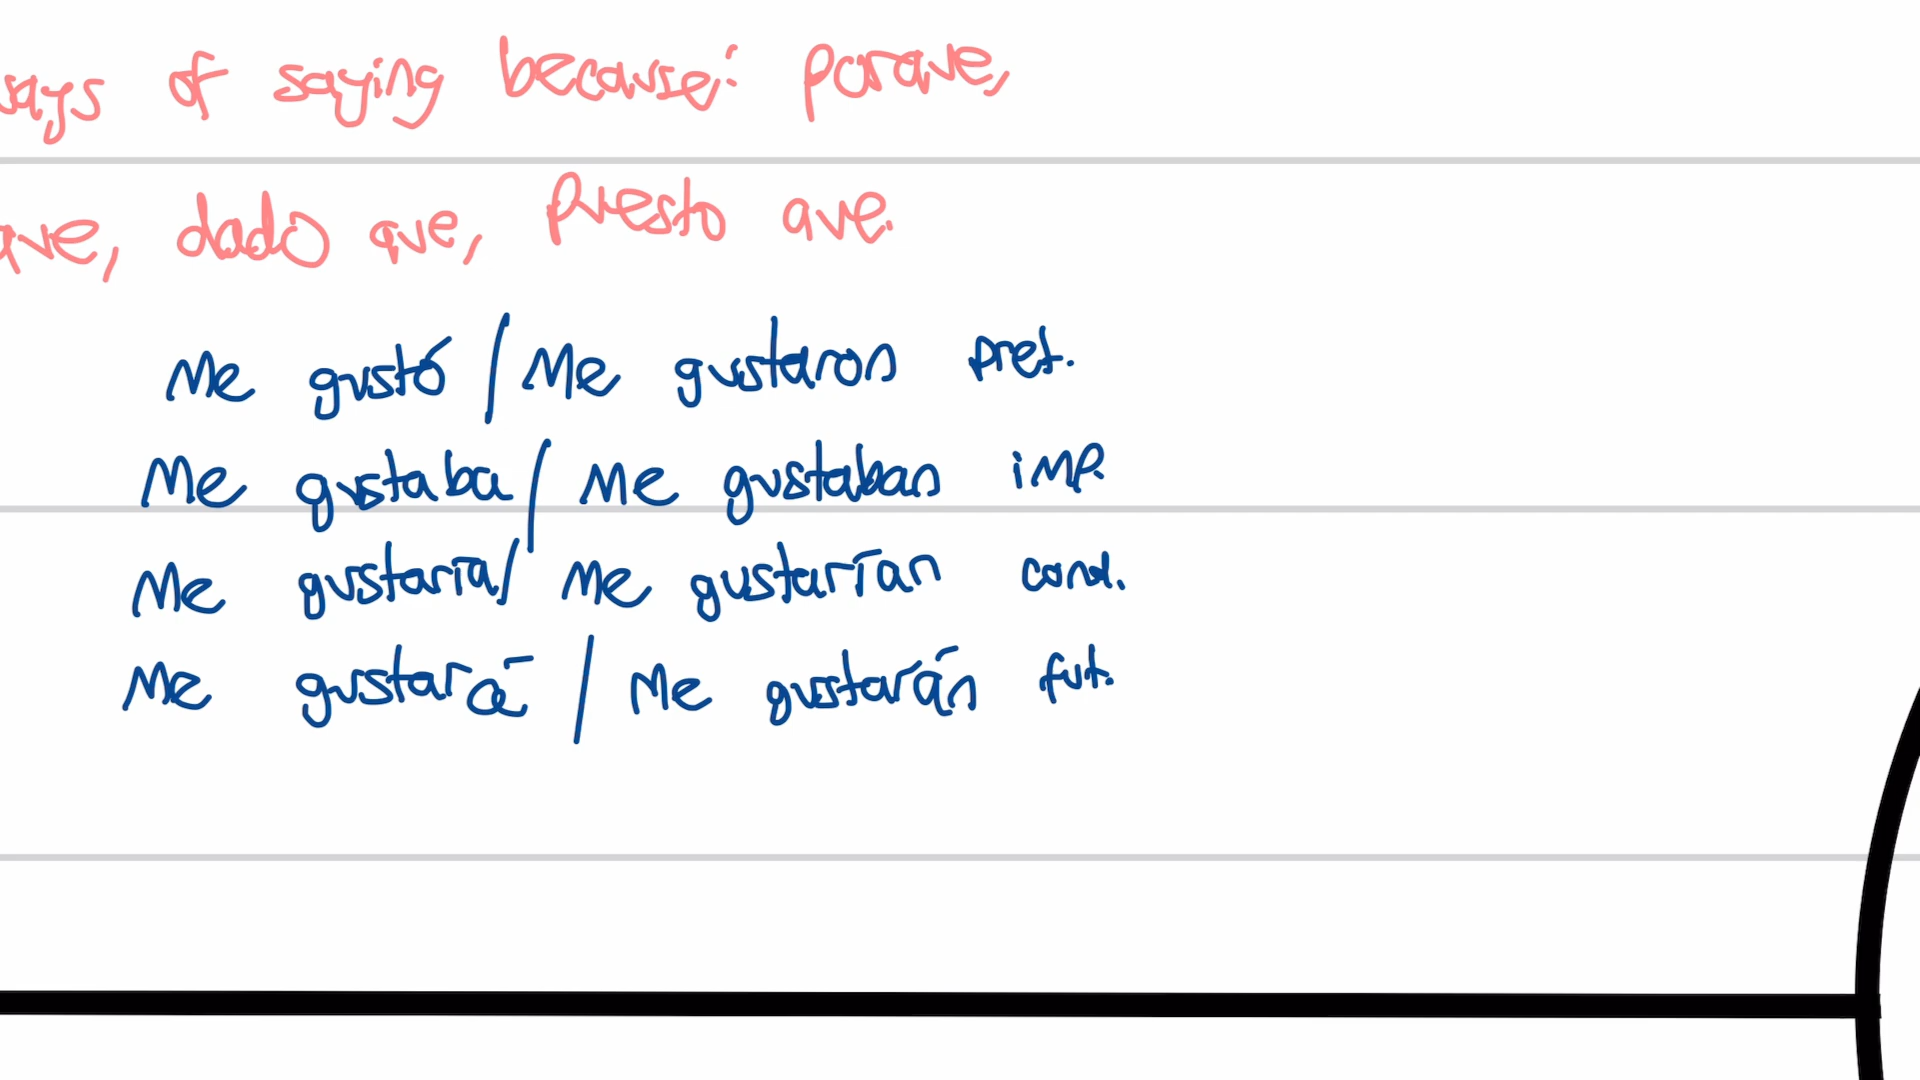 says of saying because: porque,
que, dado que, puesto que.
Me gustó / Me gustaron pret.
Me gustaba / Me gustaban imp.
Me gustaría / Me gustarían cond.
Me gustará / Me gustarán fut.